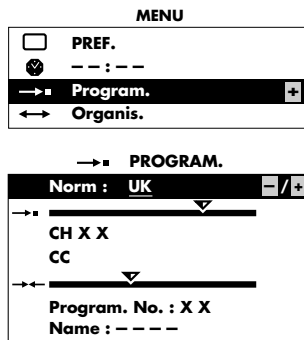 MENU
PREF.
– – : – –
Program. +
Organis.
PROGRAM.
Norm : UK – / +
CH X X
CC
Program. No. : X X
Name : – – – –